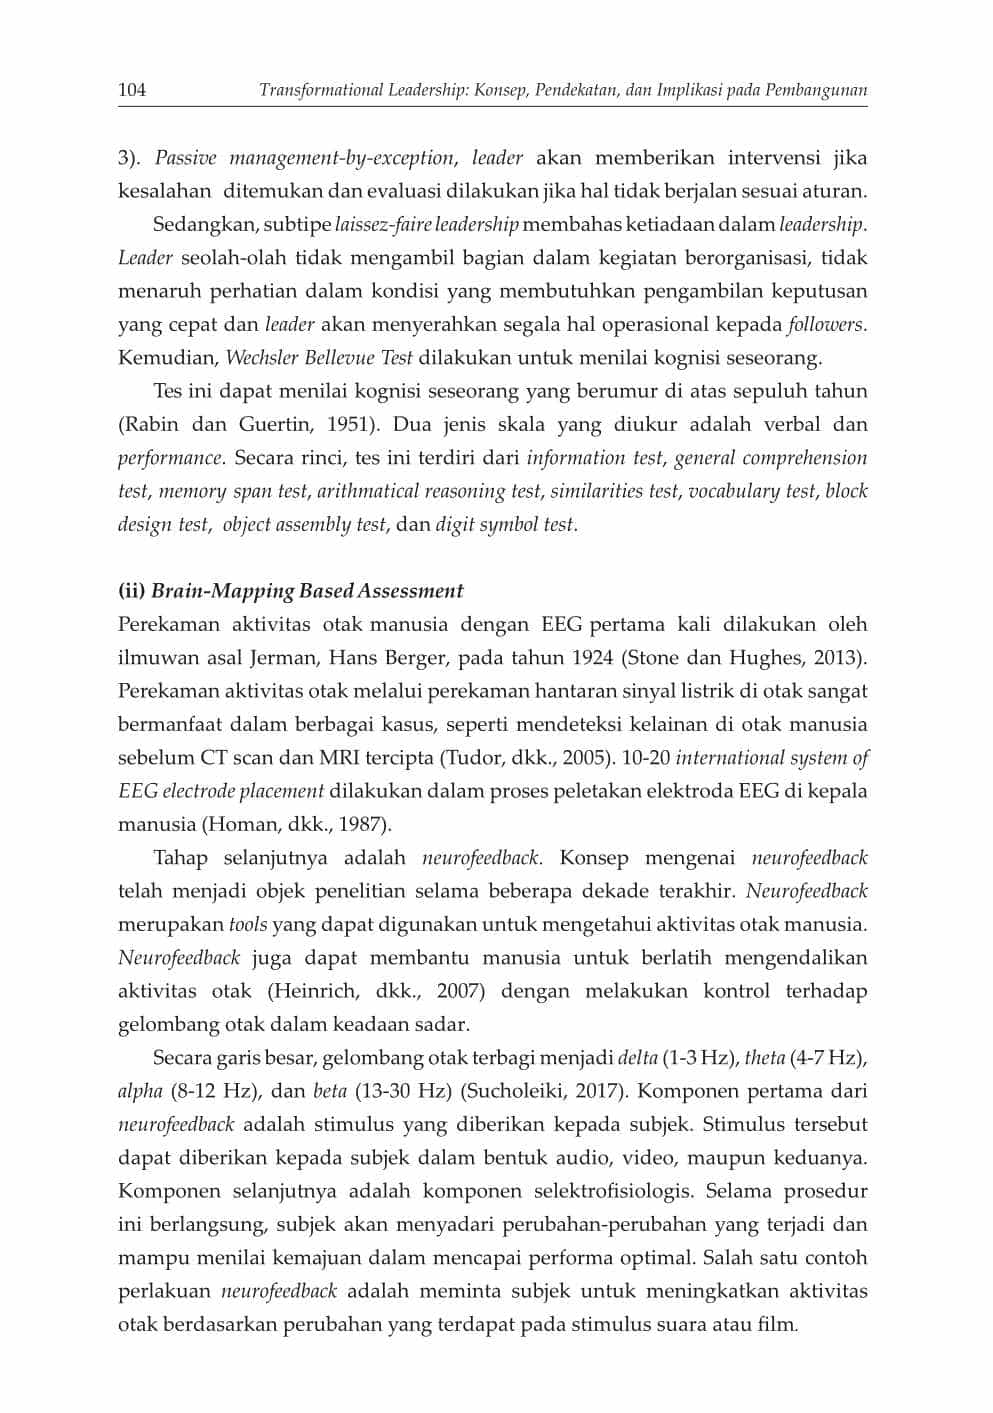 104 Transformational Leadership: Konsep, Pendekatan, dan Implikasi pada Pembangunan
3). Passive management-by-exception, leader akan memberikan intervensi jika
kesalahan ditemukan dan evaluasi dilakukan jika hal tidak berjalan sesuai aturan.
Sedangkan, subtipe laissez-faire leadership membahas ketiadaan dalam leadership.
Leader seolah-olah tidak mengambil bagian dalam kegiatan berorganisasi, tidak
menaruh perhatian dalam kondisi yang membutuhkan pengambilan keputusan
yang cepat dan leader akan menyerahkan segala hal operasional kepada followers.
Kemudian, Wechsler Bellevue Test dilakukan untuk menilai kognisi seseorang.
Tes ini dapat menilai kognisi seseorang yang berumur di atas sepuluh tahun
(Rabin dan Guertin, 1951). Dua jenis skala yang diukur adalah verbal dan
performance. Secara rinci, tes ini terdiri dari information test, general comprehension
test, memory span test, arithmatical reasoning test, similarities test, vocabulary test, block
design test, object assembly test, dan digit symbol test.
(ii) Brain-Mapping Based Assessment
Perekaman aktivitas otak manusia dengan EEG pertama kali dilakukan oleh
ilmuwan asal Jerman, Hans Berger, pada tahun 1924 (Stone dan Hughes, 2013).
Perekaman aktivitas otak melalui perekaman hantaran sinyal listrik di otak sangat
bermanfaat dalam berbagai kasus, seperti mendeteksi kelainan di otak manusia
sebelum CT scan dan MRI tercipta (Tudor, dkk., 2005). 10-20 international system of
EEG electrode placement dilakukan dalam proses peletakan elektroda EEG di kepala
manusia (Homan, dkk., 1987).
Tahap selanjutnya adalah neurofeedback. Konsep mengenai neurofeedback
telah menjadi objek penelitian selama beberapa dekade terakhir. Neurofeedback
merupakan tools yang dapat digunakan untuk mengetahui aktivitas otak manusia.
Neurofeedback juga dapat membantu manusia untuk berlatih mengendalikan
aktivitas otak (Heinrich, dkk., 2007) dengan melakukan kontrol terhadap
gelombang otak dalam keadaan sadar.
Secara garis besar, gelombang otak terbagi menjadi delta (1-3 Hz), theta (4-7 Hz),
alpha (8-12 Hz), dan beta (13-30 Hz) (Sucholeiki, 2017). Komponen pertama dari
neurofeedback adalah stimulus yang diberikan kepada subjek. Stimulus tersebut
dapat diberikan kepada subjek dalam bentuk audio, video, maupun keduanya.
Komponen selanjutnya adalah komponen selektrofisiologis. Selama prosedur
ini berlangsung, subjek akan menyadari perubahan-perubahan yang terjadi dan
mampu menilai kemajuan dalam mencapai performa optimal. Salah satu contoh
perlakuan neurofeedback adalah meminta subjek untuk meningkatkan aktivitas
otak berdasarkan perubahan yang terdapat pada stimulus suara atau film.